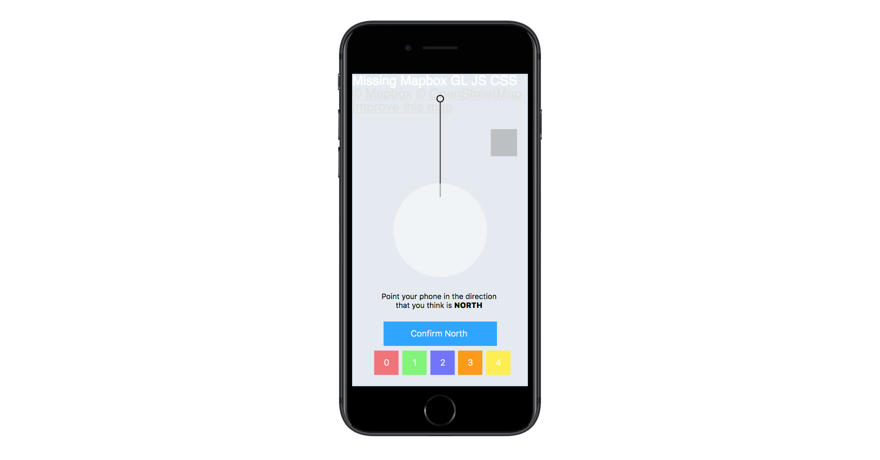 Missing Mapbox GL JS CSS
© Mapbox © OpenStreetMap
Improve this map
Point your phone in the direction
that you think is NORTH
Confirm North
0 1 2 3 4